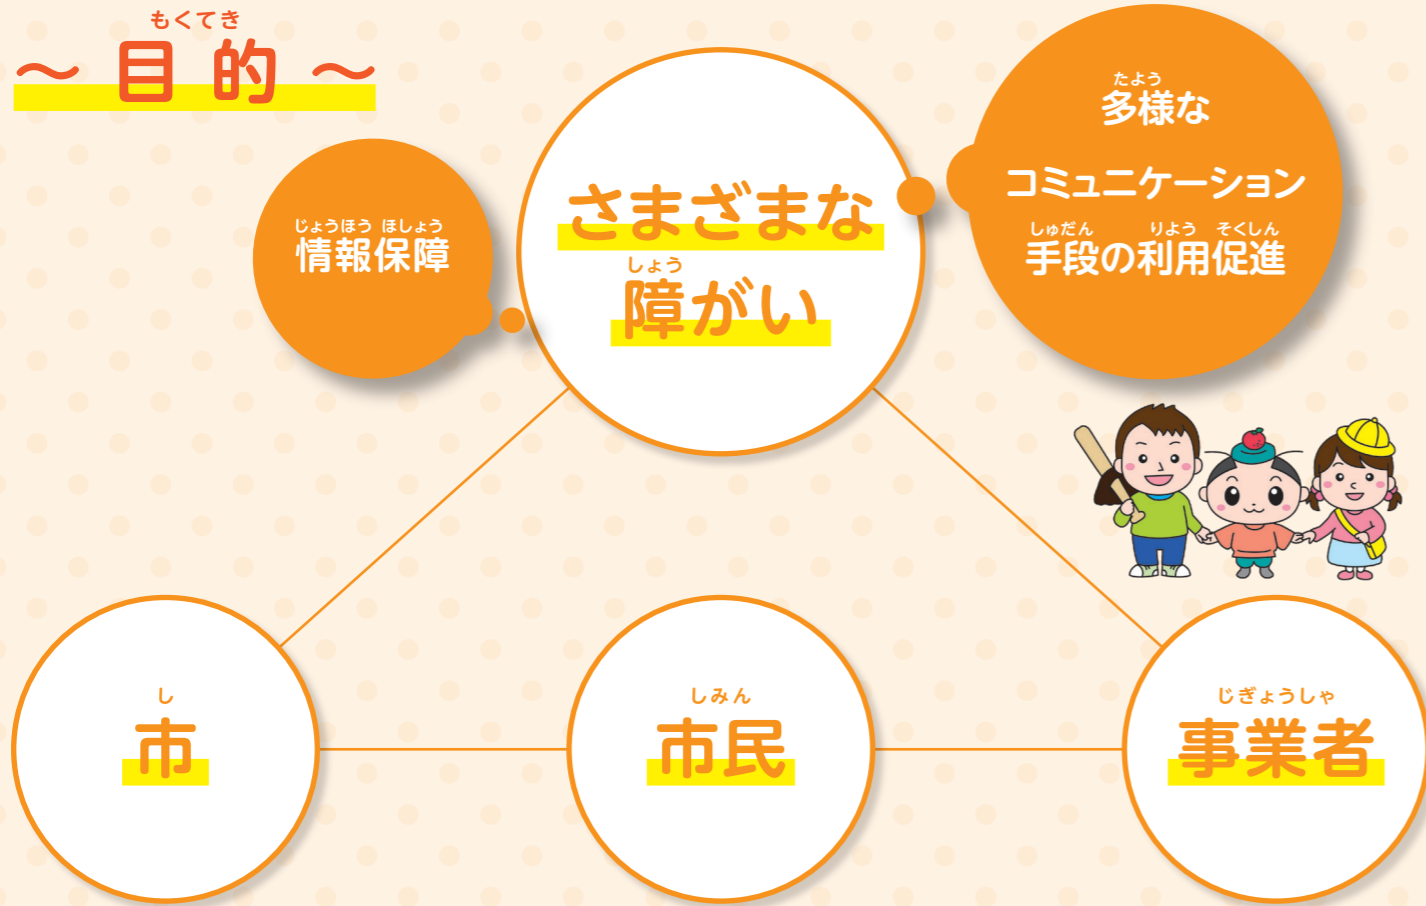 もくてき
～ 目的 ～
じょうほう ほしょう
情報保障
さまざまな
しょう
障がい
たよう
多様な
コミュニケーション
しゅだん りよう そくしん
手段の利用促進
し
市
しみん
市民
じぎょうしゃ
事業者